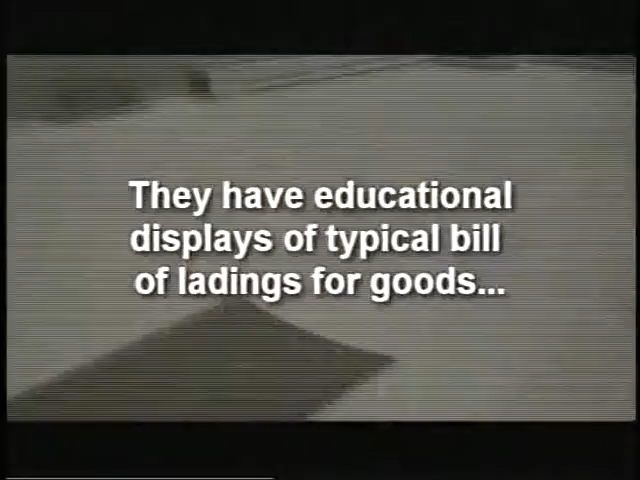 They have educational
displays of typical bill
of ladings for goods...